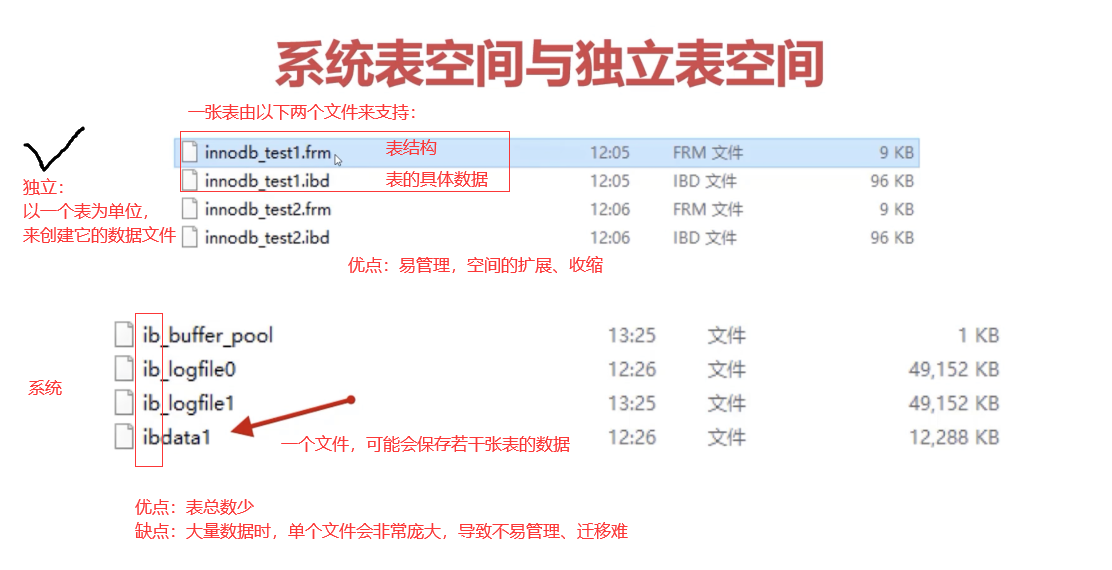 系统表空间与独立表空间
一张表由以下两个文件来支持：
innodb_test1.frm 表结构 12:05 FRM 文件 9 KB
innodb_test1.ibd 表的具体数据 12:05 IBD 文件 96 KB
innodb_test2.frm 12:06 FRM 文件 9 KB
innodb_test2.ibd 12:06 IBD 文件 96 KB
独立：
以一个表为单位，
来创建它的数据文件
优点：易管理，空间的扩展、收缩
ib_buffer_pool 13:25 文件 1 KB
ib_logfile0 12:26 文件 49,152 KB
系统
ib_logfile1 13:25 文件 49,152 KB
ibdata1 12:26 文件 12,288 KB
一个文件，可能会保存若干张表的数据
优点：表总数少
缺点：大量数据时，单个文件会非常庞大，导致不易管理、迁移难